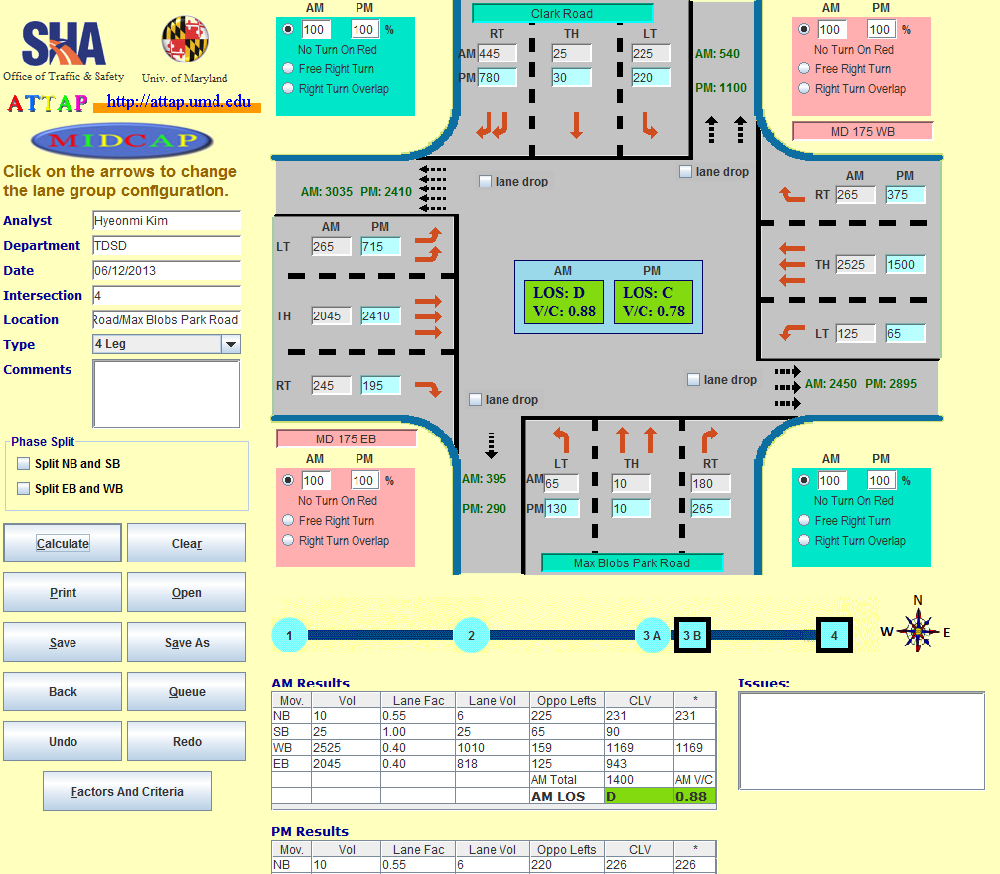 SHA
Office of Traffic & Safety
Univ. of Maryland
ATTAP http://attap.umd.edu
MIDCAP
Click on the arrows to change
the lane group configuration.
Analyst Hyeonmi Kim
Department TDSD
Date 06/12/2013
Intersection 4
Location Road/Max Blobs Park Road
Type 4 Leg
Comments
Phase Split
Split NB and SB
Split EB and WB
Calculate Clear
Print Open
Save Save As
Back Queue
Undo Redo
Factors And Criteria
AM PM
100 100 %
No Turn On Red
Free Right Turn
Right Turn Overlap
Clark Road
RT TH LT
AM 445 25 225
PM 780 30 220
AM: 540
PM: 1100
AM PM
100 100 %
No Turn On Red
Free Right Turn
Right Turn Overlap
MD 175 WB
lane drop
lane drop
AM: 3035 PM: 2410
AM PM
LT 265 715
TH 2045 2410
RT 245 195
AM PM
LOS: D LOS: C
V/C: 0.88 V/C: 0.78
AM PM
RT 265 375
TH 2525 1500
LT 125 65
lane drop
lane drop
AM: 2450 PM: 2895
MD 175 EB
AM PM
100 100 %
No Turn On Red
Free Right Turn
Right Turn Overlap
AM: 395
PM: 290
LT TH RT
AM 65 10 180
PM 130 10 265
Max Blobs Park Road
AM PM
100 100 %
No Turn On Red
Free Right Turn
Right Turn Overlap
1 2 3 A 3 B 4
N
W E
AM Results
Mov. Vol Lane Fac Lane Vol Oppo Lefts CLV *
NB 10 0.55 6 225 231 231
SB 25 1.00 25 65 90
WB 2525 0.40 1010 159 1169 1169
EB 2045 0.40 818 125 943
AM Total 1400 AM V/C
AM LOS D 0.88
Issues:
PM Results
Mov. Vol Lane Fac Lane Vol Oppo Lefts CLV *
NB 10 0.55 6 220 226 226